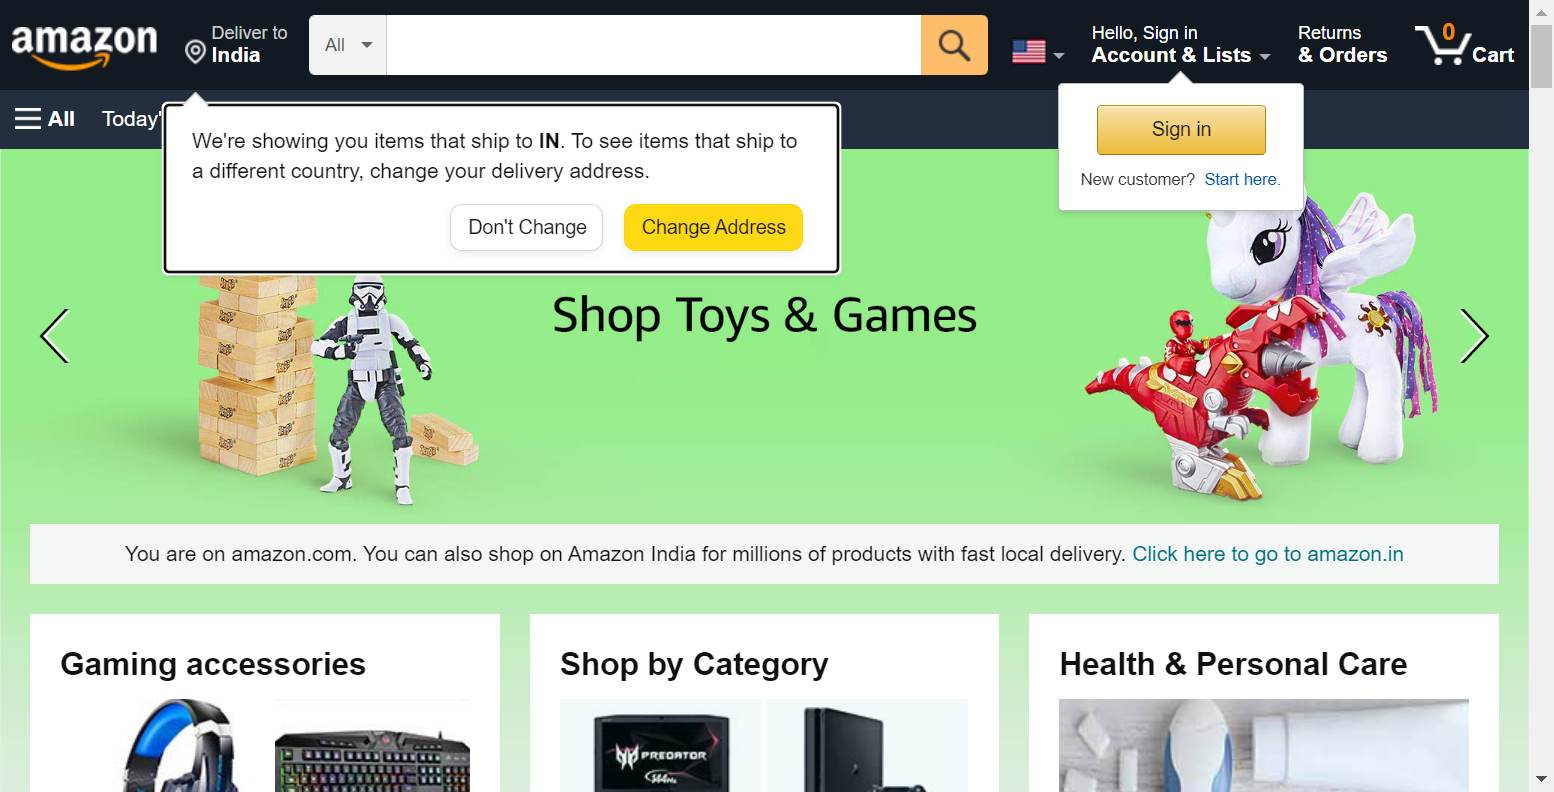 amazon
Deliver to
India
All
Hello, Sign in
Account & Lists
Returns
& Orders
0
Cart
All
Today'
We're showing you items that ship to IN. To see items that ship to
a different country, change your delivery address.
Don't Change
Change Address
Sign in
New customer? Start here.
Shop Toys & Games
You are on amazon.com. You can also shop on Amazon India for millions of products with fast local delivery. Click here to go to amazon.in
Gaming accessories
Shop by Category
Health & Personal Care
PREDATOR
144Hz